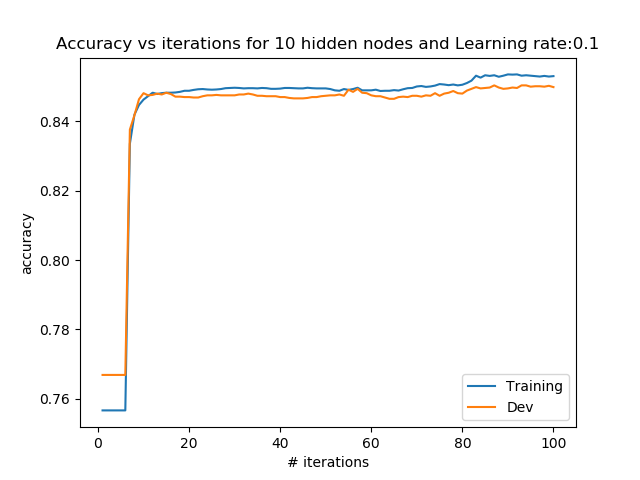 Accuracy vs iterations for 10 hidden nodes and Learning rate:0.1
accuracy
0.84
0.82
0.80
0.78
0.76
Training
Dev
0 20 40 60 80 100
# iterations